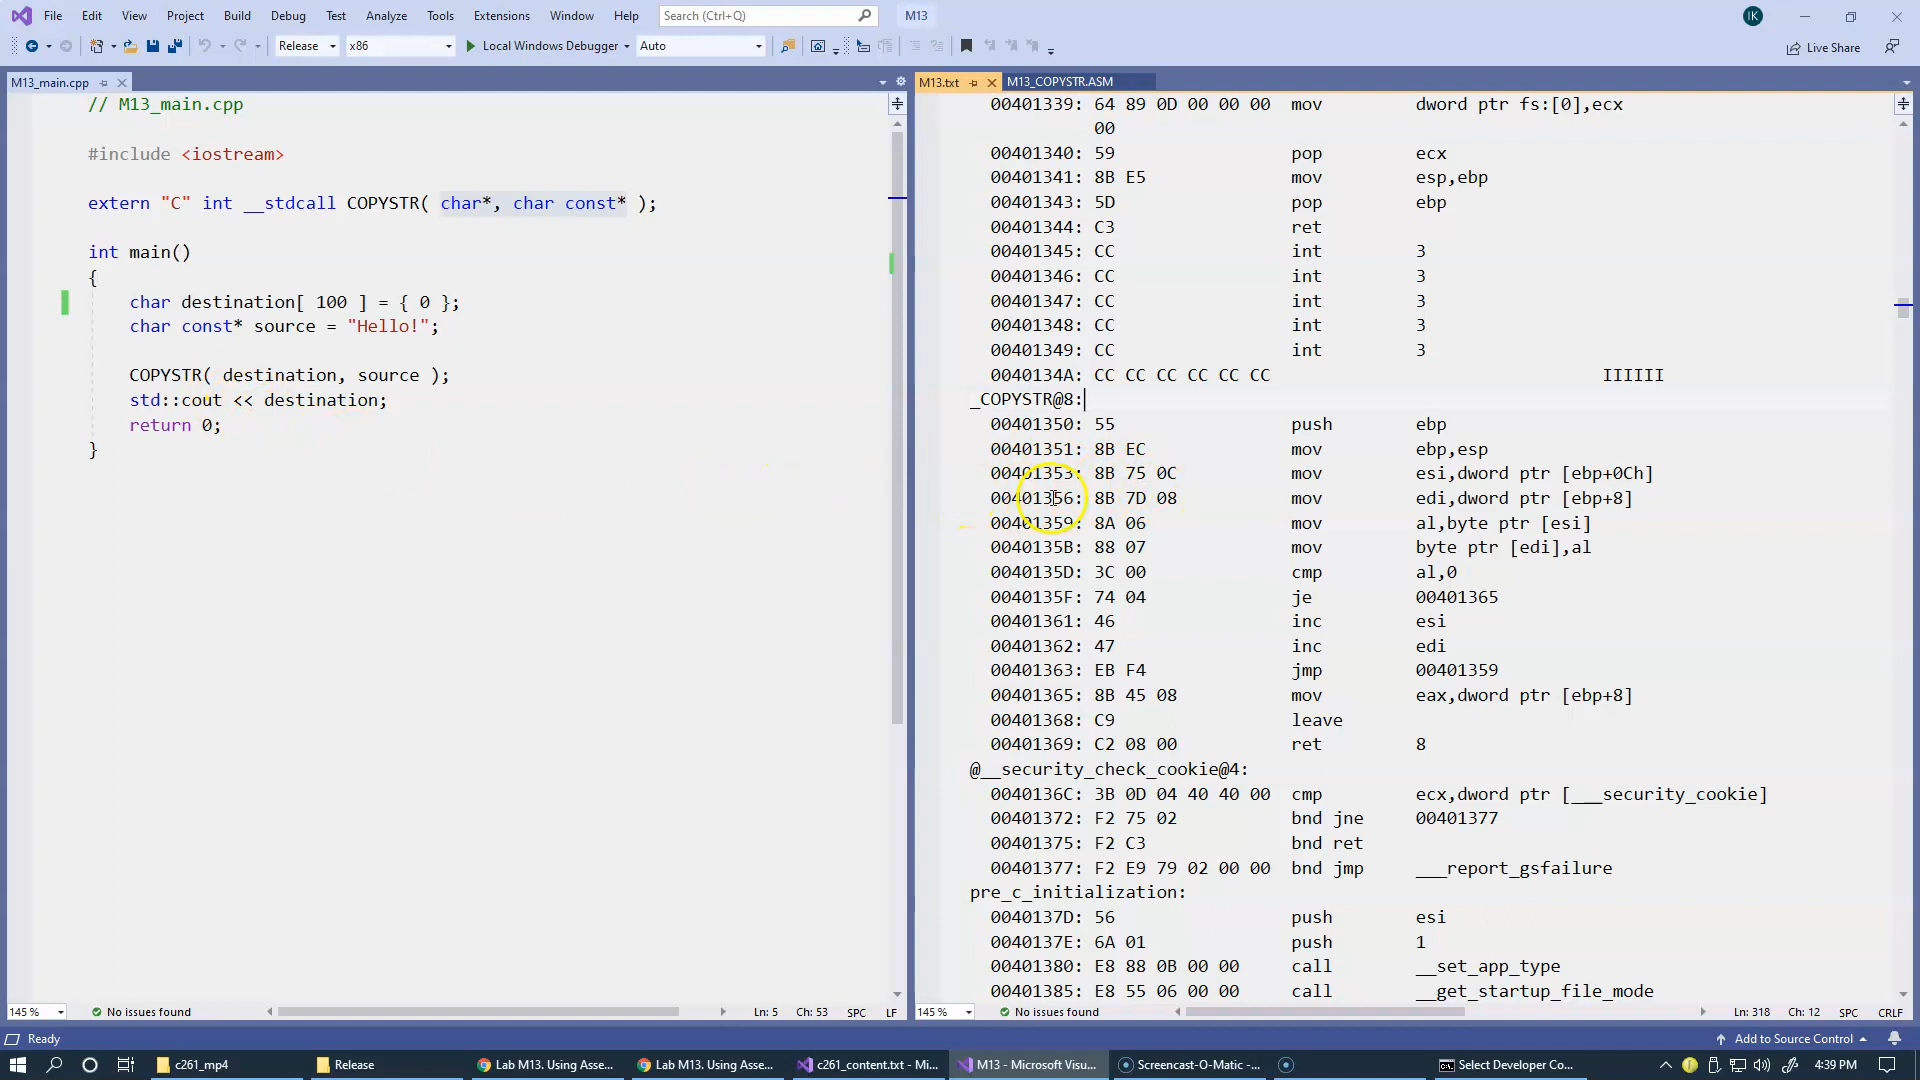 File Edit View Project Build Debug Test Analyze Tools Extensions Window Help Search (Ctrl+Q) M13 IK
Release x86 Local Windows Debugger Auto Live Share
M13_main.cpp
// M13_main.cpp
#include <iostream>
extern "C" int __stdcall COPYSTR( char*, char const* );
int main()
{
char destination[ 100 ] = { 0 };
char const* source = "Hello!";
COPYSTR( destination, source );
std::cout << destination;
return 0;
}
145 % No issues found Ln: 5 Ch: 53 SPC LF
M13.txt M13_COPYSTR.ASM
00401339: 64 89 0D 00 00 00 mov dword ptr fs:[0],ecx
00
00401340: 59 pop ecx
00401341: 8B E5 mov esp,ebp
00401343: 5D pop ebp
00401344: C3 ret
00401345: CC int 3
00401346: CC int 3
00401347: CC int 3
00401348: CC int 3
00401349: CC int 3
0040134A: CC CC CC CC CC CC IIIIII
_COPYSTR@8:
00401350: 55 push ebp
00401351: 8B EC mov ebp,esp
00401353: 8B 75 0C mov esi,dword ptr [ebp+0Ch]
00401356: 8B 7D 08 mov edi,dword ptr [ebp+8]
00401359: 8A 06 mov al,byte ptr [esi]
0040135B: 88 07 mov byte ptr [edi],al
0040135D: 3C 00 cmp al,0
0040135F: 74 04 je 00401365
00401361: 46 inc esi
00401362: 47 inc edi
00401363: EB F4 jmp 00401359
00401365: 8B 45 08 mov eax,dword ptr [ebp+8]
00401368: C9 leave
00401369: C2 08 00 ret 8
@__security_check_cookie@4:
0040136C: 3B 0D 04 40 40 00 cmp ecx,dword ptr [___security_cookie]
00401372: F2 75 02 bnd jne 00401377
00401375: F2 C3 bnd ret
00401377: F2 E9 79 02 00 00 bnd jmp ___report_gsfailure
pre_c_initialization:
0040137D: 56 push esi
0040137E: 6A 01 push 1
00401380: E8 88 0B 00 00 call __set_app_type
00401385: E8 55 06 00 00 call __get_startup_file_mode
145 % No issues found Ln: 318 Ch: 12 SPC CRLF
Ready Add to Source Control
c261_mp4 Release Lab M13. Using Asse... Lab M13. Using Asse... c261_content.txt - Mi... M13 - Microsoft Visu... Screencast-O-Matic -... Select Developer Co... 4:39 PM